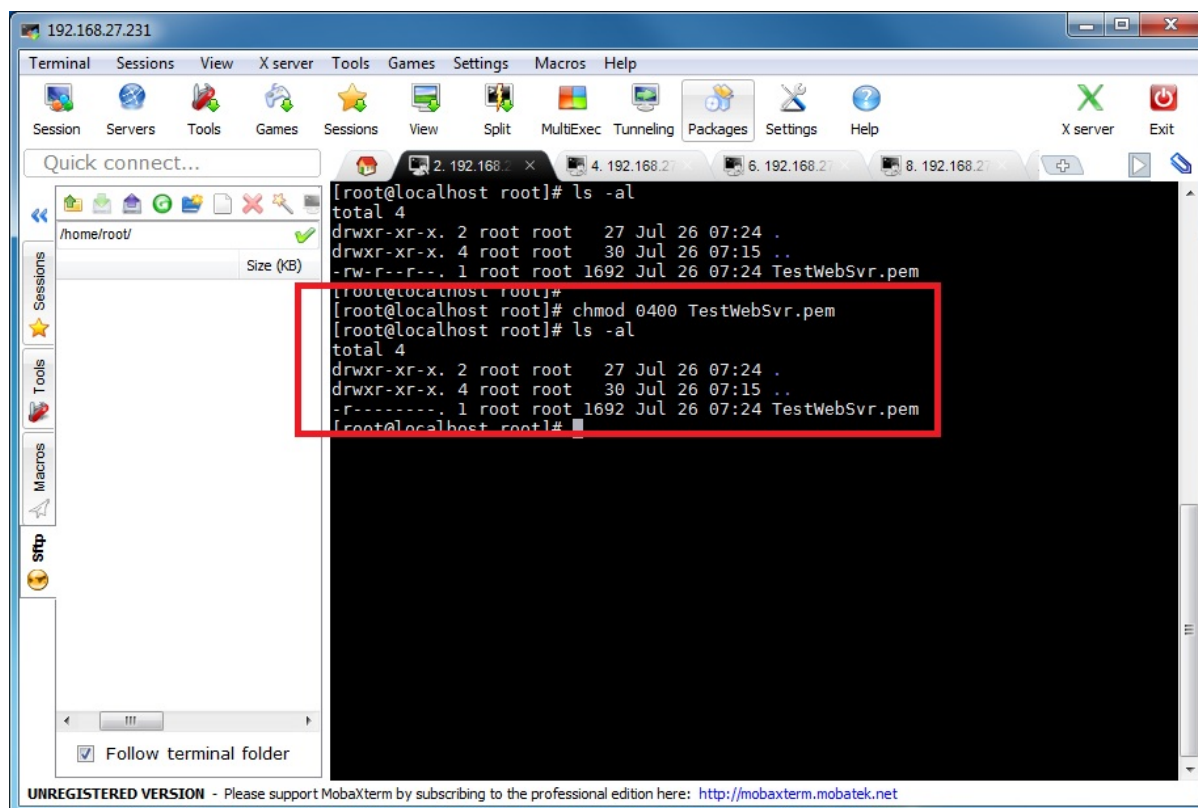 192.168.27.231
Terminal Sessions View X server Tools Games Settings Macros Help
Session Servers Tools Games Sessions View Split MultiExec Tunneling Packages Settings Help X server Exit
Quick connect...
2. 192.168.2 4. 192.168.27 6. 192.168.27 8. 192.168.27
/home/root/
Size (KB)
Sessions
Tools
Macros
Sftp
[root@localhost root]# ls -al
total 4
drwxr-xr-x. 2 root root 27 Jul 26 07:24 .
drwxr-xr-x. 4 root root 30 Jul 26 07:15 ..
-rw-r--r--. 1 root root 1692 Jul 26 07:24 TestWebSvr.pem
[root@localhost root]#
[root@localhost root]# chmod 0400 TestWebSvr.pem
[root@localhost root]# ls -al
total 4
drwxr-xr-x. 2 root root 27 Jul 26 07:24 .
drwxr-xr-x. 4 root root 30 Jul 26 07:15 ..
-r--------. 1 root root 1692 Jul 26 07:24 TestWebSvr.pem
[root@localhost root]#
Follow terminal folder
UNREGISTERED VERSION - Please support MobaXterm by subscribing to the professional edition here: http://mobaxterm.mobatek.net